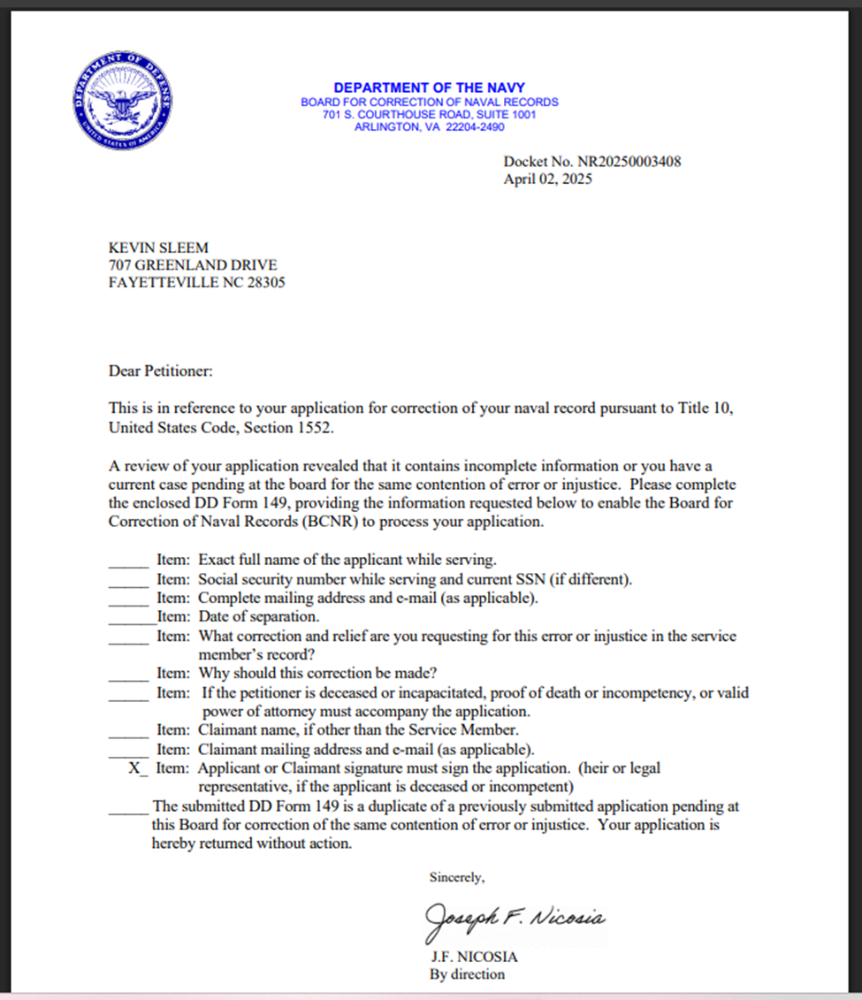 DEPARTMENT OF DEFENSE
UNITED STATES OF AMERICA
DEPARTMENT OF THE NAVY
BOARD FOR CORRECTION OF NAVAL RECORDS
701 S. COURTHOUSE ROAD, SUITE 1001
ARLINGTON, VA 22204-2490
Docket No. NR20250003408
April 02, 2025
KEVIN SLEEM
707 GREENLAND DRIVE
FAYETTEVILLE NC 28305
Dear Petitioner:
This is in reference to your application for correction of your naval record pursuant to Title 10,
United States Code, Section 1552.
A review of your application revealed that it contains incomplete information or you have a
current case pending at the board for the same contention of error or injustice. Please complete
the enclosed DD Form 149, providing the information requested below to enable the Board for
Correction of Naval Records (BCNR) to process your application.
_____ Item: Exact full name of the applicant while serving.
_____ Item: Social security number while serving and current SSN (if different).
_____ Item: Complete mailing address and e-mail (as applicable).
______Item: Date of separation.
_____ Item: What correction and relief are you requesting for this error or injustice in the service
member's record?
_____ Item: Why should this correction be made?
_____ Item: If the petitioner is deceased or incapacitated, proof of death or incompetency, or valid
power of attorney must accompany the application.
_____ Item: Claimant name, if other than the Service Member.
_____ Item: Claimant mailing address and e-mail (as applicable).
X_ Item: Applicant or Claimant signature must sign the application. (heir or legal
representative, if the applicant is deceased or incompetent)
_____ The submitted DD Form 149 is a duplicate of a previously submitted application pending at
this Board for correction of the same contention of error or injustice. Your application is
hereby returned without action.
Sincerely,
Joseph F. Nicosia
J.F. NICOSIA
By direction